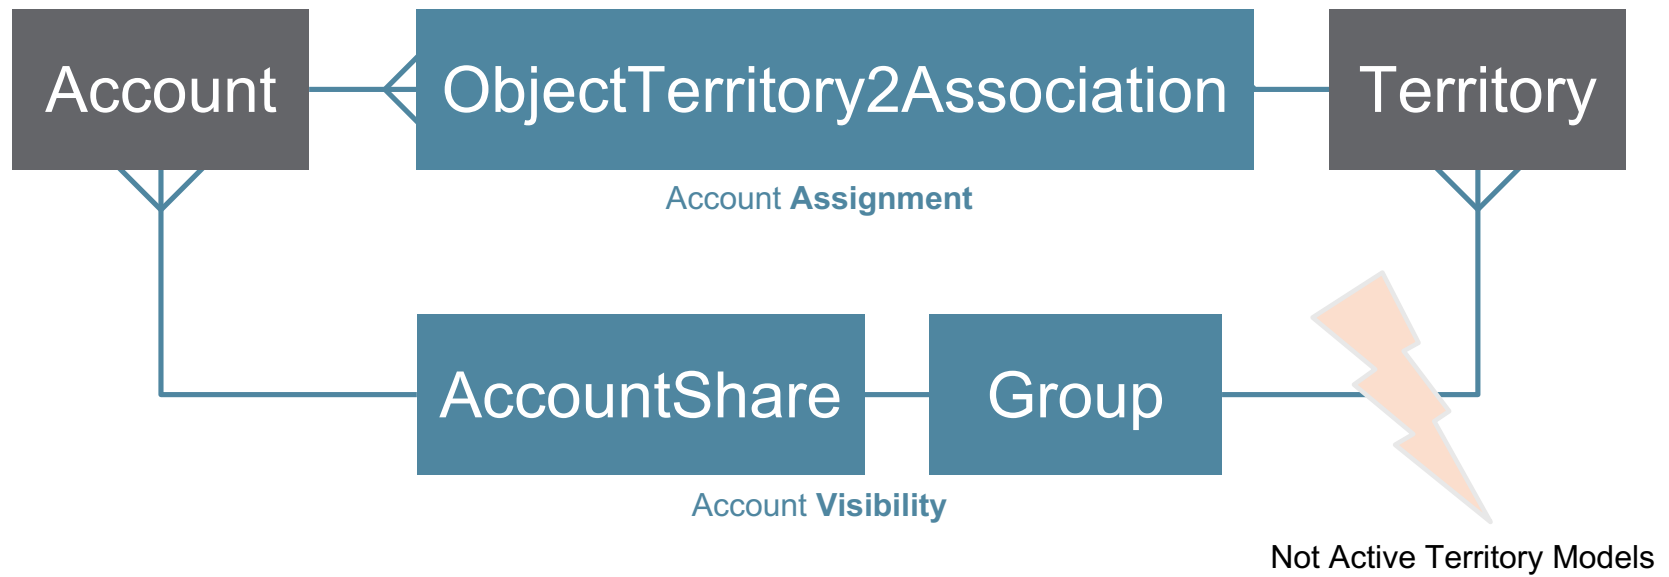 Account
ObjectTerritory2Association
Territory
Account Assignment
AccountShare
Group
Account Visibility
Not Active Territory Models